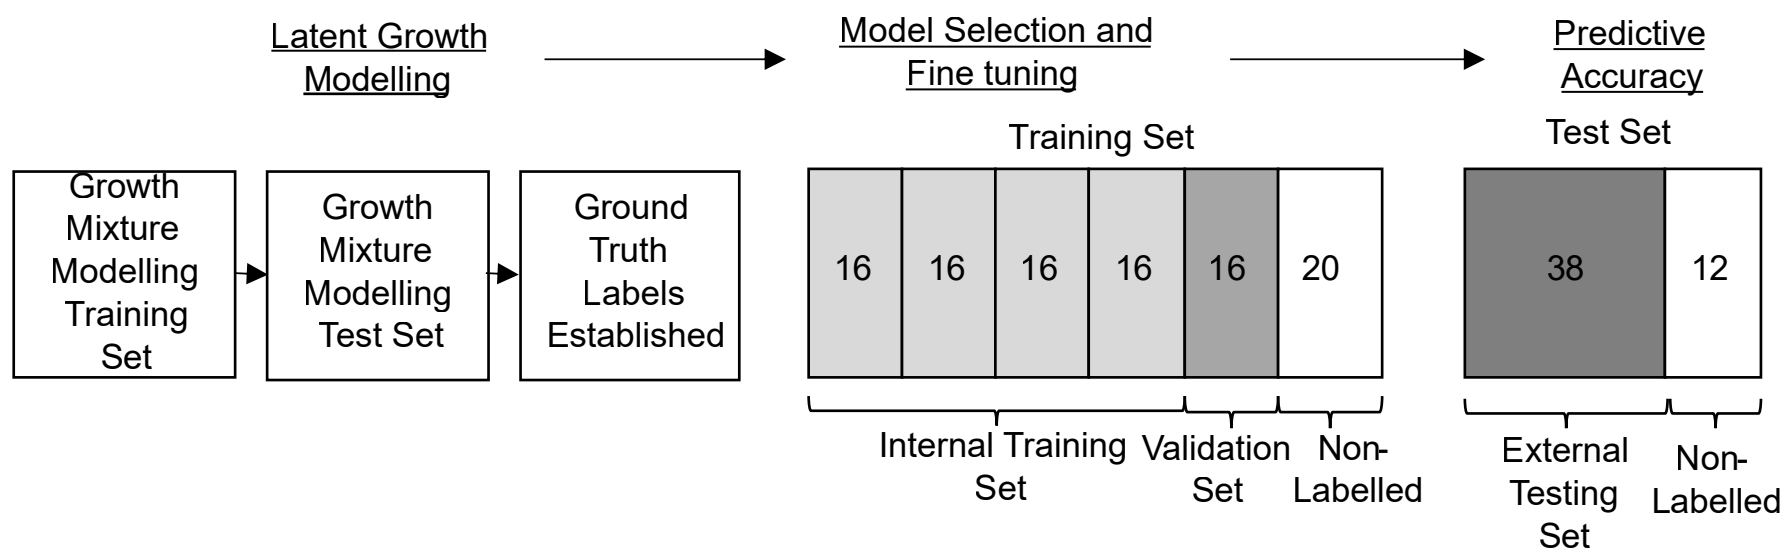 Latent Growth
Modelling
Model Selection and
Fine tuning
Predictive
Accuracy
Training Set
Test Set
Growth
Mixture
Modelling
Training
Set
Growth
Mixture
Modelling
Test Set
Ground
Truth
Labels
Established
16
16
16
16
16
20
38
12
Internal Training
Set
Validation
Set
Non-
Labelled
External
Testing
Set
Non-
Labelled